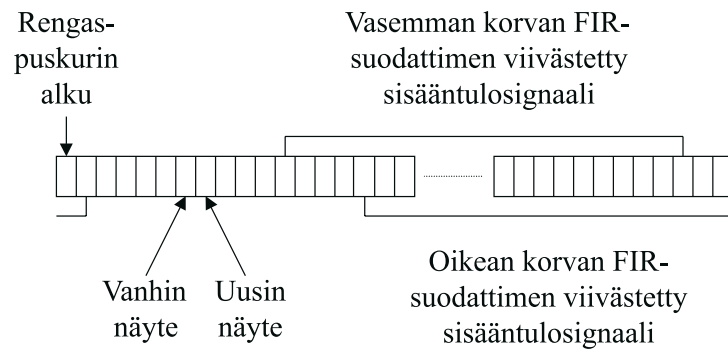 Rengas-
puskurin
alku
Vasemman korvan FIR-
suodattimen viivästetty
sisääntulosignaali
Vanhin
näyte
Uusin
näyte
Oikean korvan FIR-
suodattimen viivästetty
sisääntulosignaali